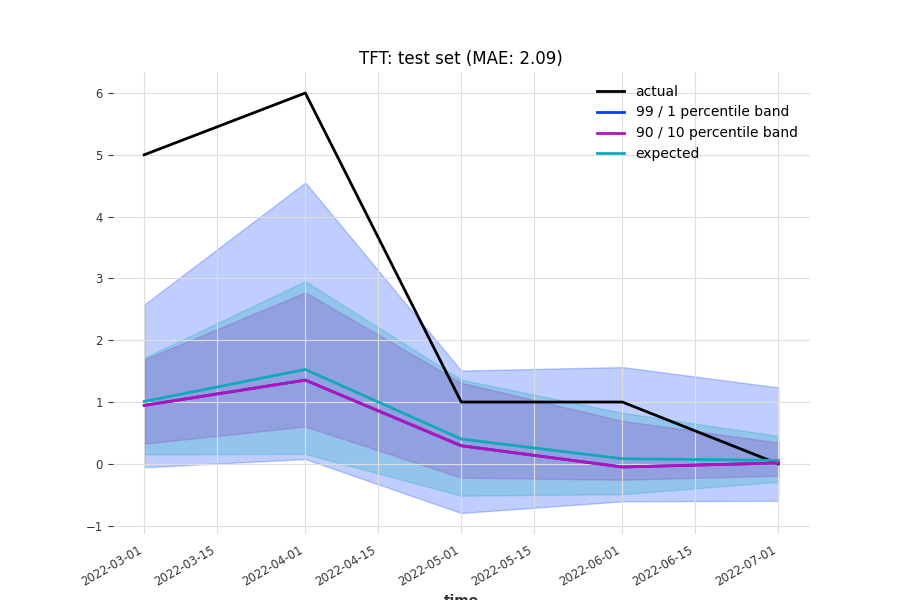 TFT: test set (MAE: 2.09)
actual
99 / 1 percentile band
90 / 10 percentile band
expected
6
5
4
3
2
1
0
−1
2022-03-01
2022-03-15
2022-04-01
2022-04-15
2022-05-01
2022-05-15
2022-06-01
2022-06-15
2022-07-01
time